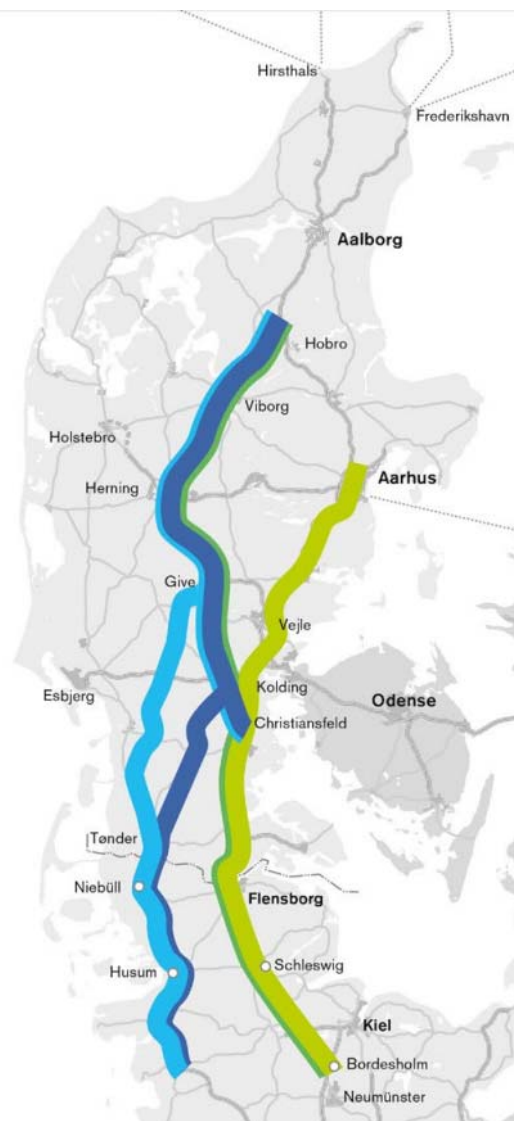 Hirsthals
Frederikshavn
Aalborg
Hobro
Viborg
Holstebro
Aarhus
Herning
Give
Vejle
Kolding
Esbjerg
Odense
Christiansfeld
Tønder
Niebüll
Flensborg
Schleswig
Husum
Kiel
Bordesholm
Neumünster